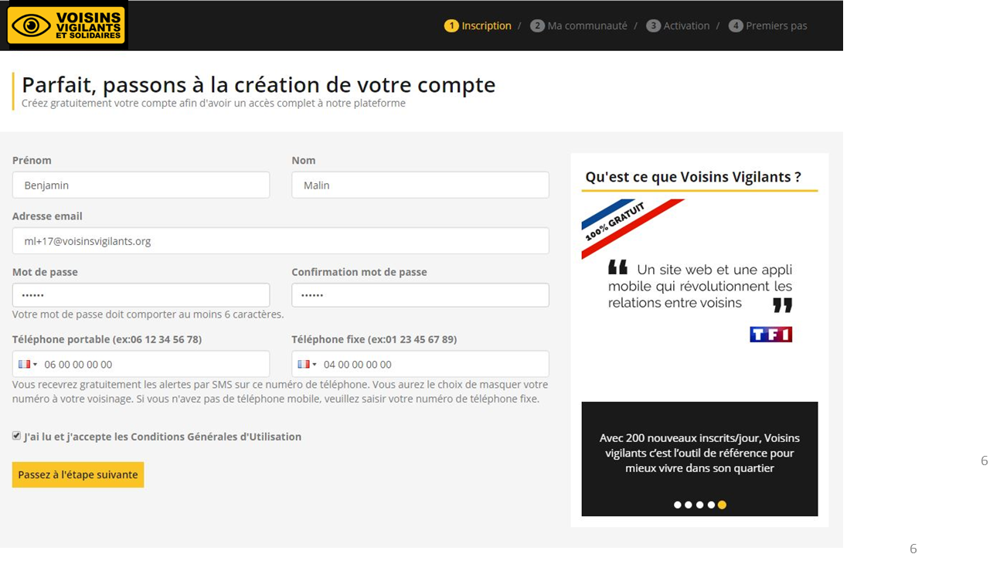 VOISINS
VIGILANTS
ET SOLIDAIRES
1 Inscription / 2 Ma communauté / 3 Activation / 4 Premiers pas
Parfait, passons à la création de votre compte
Créez gratuitement votre compte afin d'avoir un accès complet à notre plateforme
Prénom
Nom
Benjamin
Malin
Adresse email
ml+17@voisinsvigilants.org
Mot de passe
Confirmation mot de passe
••••••
••••••
Votre mot de passe doit comporter au moins 6 caractères.
Téléphone portable (ex:06 12 34 56 78)
Téléphone fixe (ex:01 23 45 67 89)
06 00 00 00 00
04 00 00 00 00
Vous recevrez gratuitement les alertes par SMS sur ce numéro de téléphone. Vous aurez le choix de masquer votre
numéro à votre voisinage. Si vous n'avez pas de téléphone mobile, veuillez saisir votre numéro de téléphone fixe.
J'ai lu et j'accepte les Conditions Générales d'Utilisation
Passez à l'étape suivante
Qu'est ce que Voisins Vigilants ?
100% GRATUIT
“ Un site web et une appli
mobile qui révolutionnent les
relations entre voisins ”
TF1
Avec 200 nouveaux inscrits/jour, Voisins
vigilants c’est l’outil de référence pour
mieux vivre dans son quartier
6
6